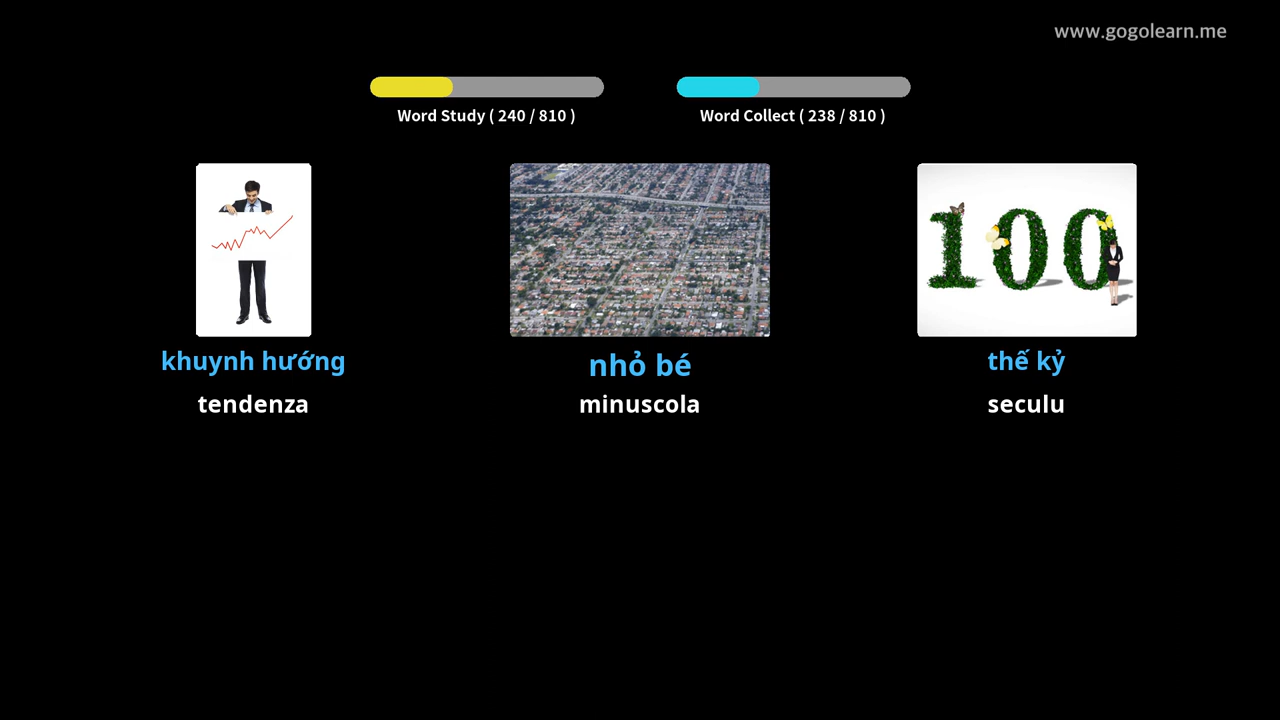 www.gogolearn.me
Word Study ( 240 / 810 )
Word Collect ( 238 / 810 )
100
khuynh hướng
nhỏ bé
thế kỷ
tendenza
minuscola
seculu